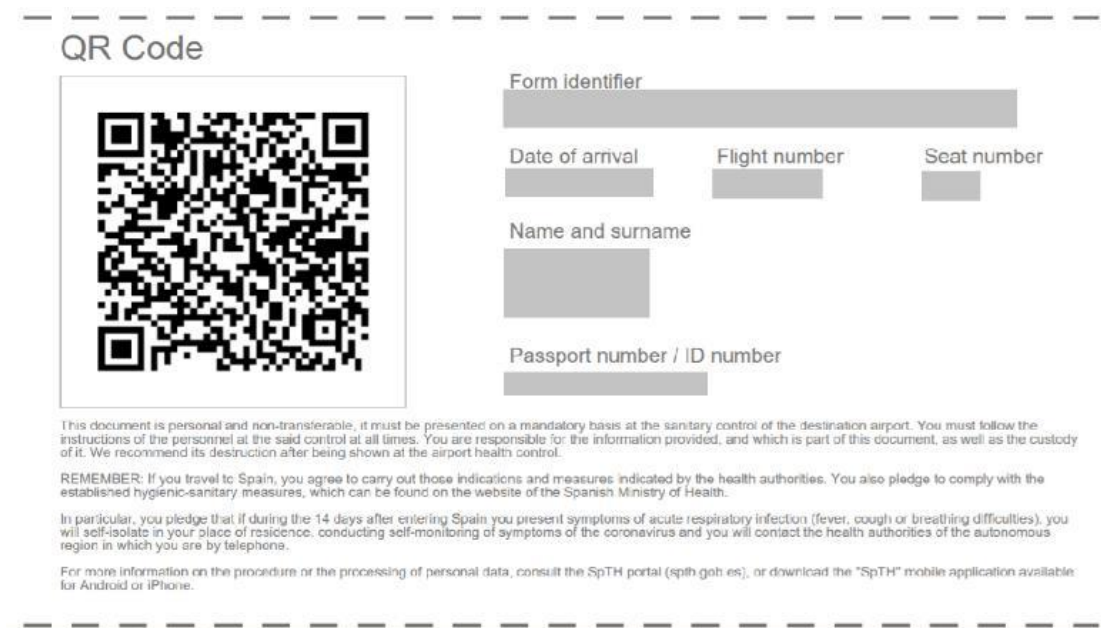 QR Code
Form identifier
Date of arrival
Flight number
Seat number
Name and surname
Passport number / ID number
This document is personal and non-transferable, it must be presented on a mandatory basis at the sanitary control of the destination airport. You must follow the
instructions of the personnel at the said control at all times. You are responsible for the information provided, and which is part of this document, as well as the custody
of it. We recommend its destruction after being shown at the airport health control.
REMEMBER: If you travel to Spain, you agree to carry out those indications and measures indicated by the health authorities. You also pledge to comply with the
established hygienic-sanitary measures, which can be found on the website of the Spanish Ministry of Health.
In particular, you pledge that if during the 14 days after entering Spain you present symptoms of acute respiratory infection (fever, cough or breathing difficulties), you
will self-isolate in your place of residence, conducting self-monitoring of symptoms of the coronavirus and you will contact the health authorities of the autonomous
region in which you are by telephone.
For more information on the procedure or the processing of personal data, consult the SpTH portal (spth.gob.es), or download the "SpTH" mobile application available
for Android or iPhone.